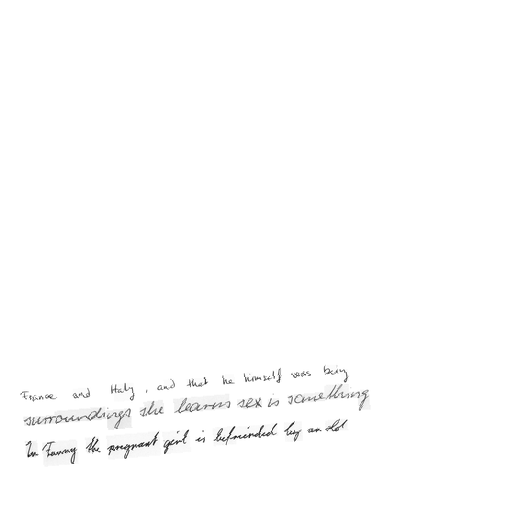 France and Italy, and that he himself was being
surroundings she learns sex is something
In Fanny the pregnant girl is befriended by an old